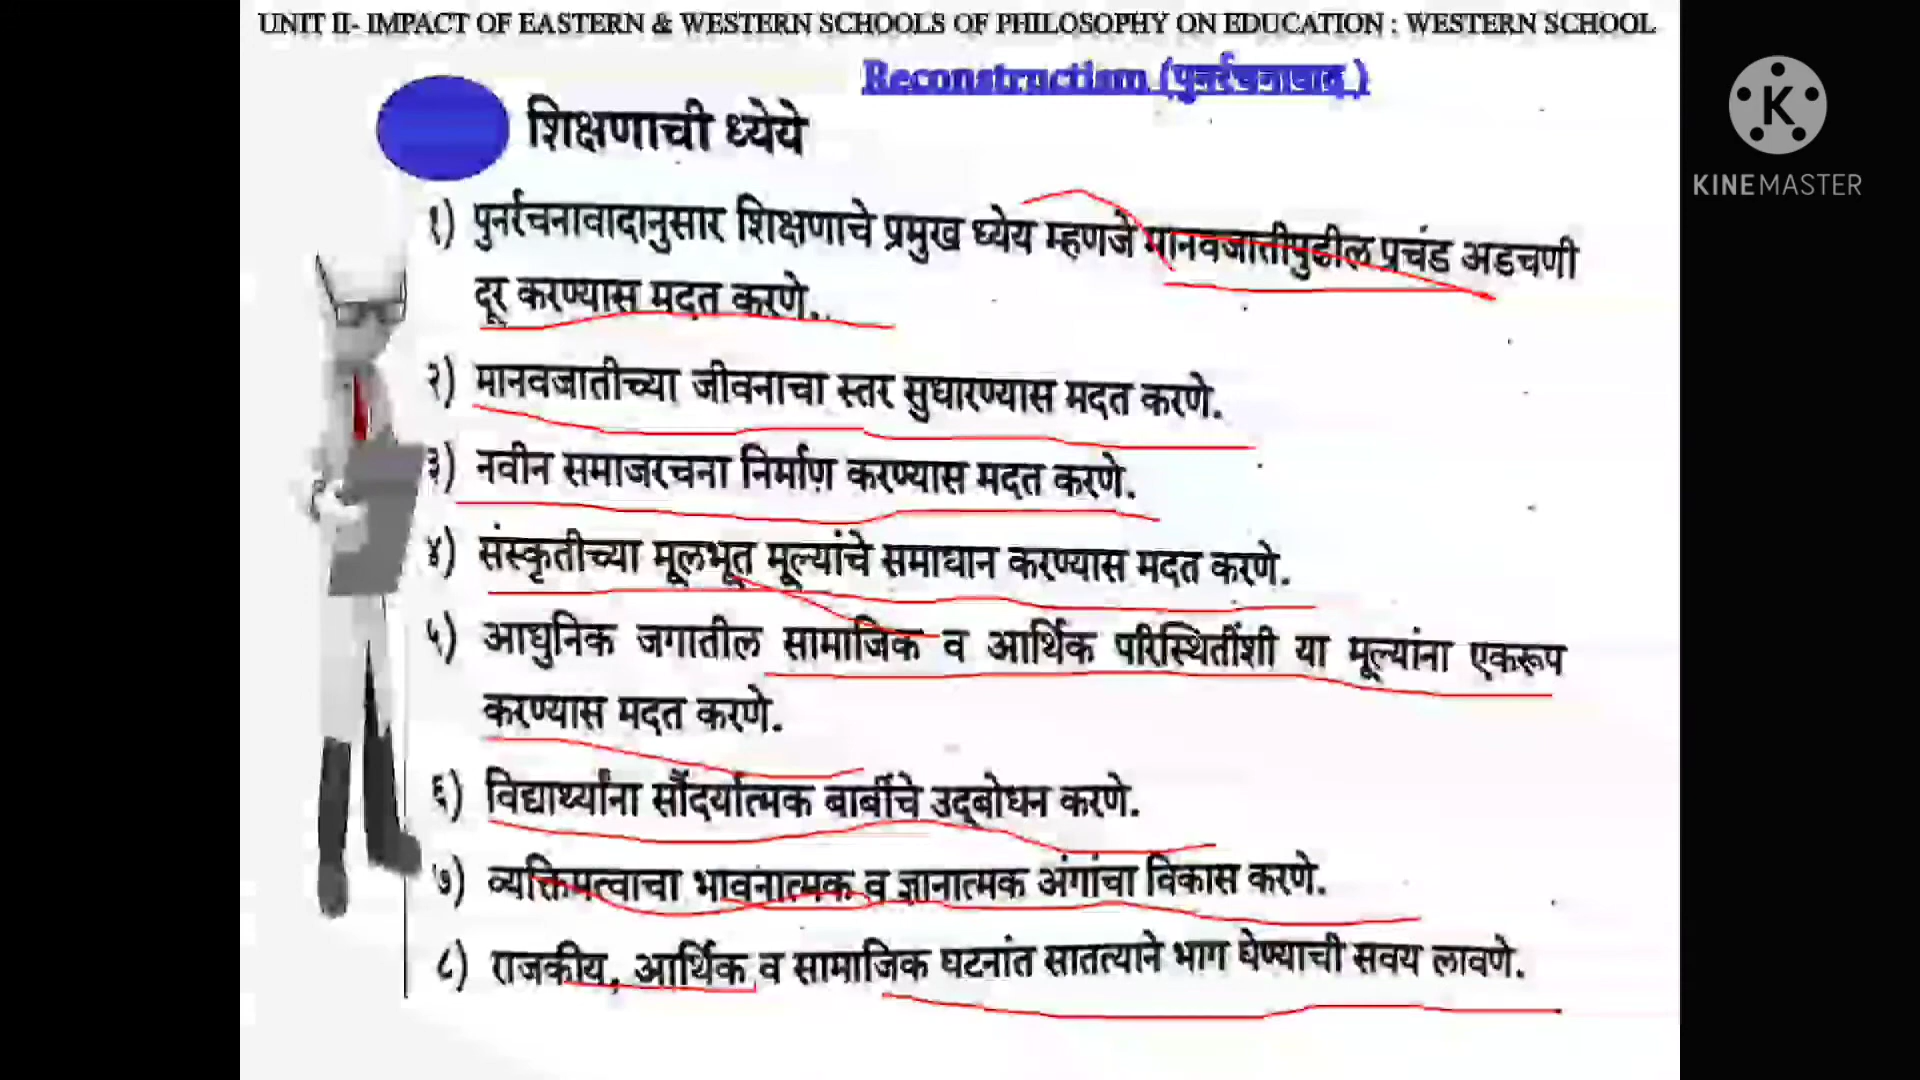 UNIT II- IMPACT OF EASTERN & WESTERN SCHOOLS OF PHILOSOPHY ON EDUCATION : WESTERN SCHOOL
Reconstructism (पुनर्रचनावाद )
शिक्षणाची ध्येये
१) पुनर्रचनावादानुसार शिक्षणाचे प्रमुख ध्येय म्हणजे मानवजातीपुढील प्रचंड अडचणी
दूर करण्यास मदत करणे..
२) मानवजातीच्या जीवनाचा स्तर सुधारण्यास मदत करणे.
३) नवीन समाजरचना निर्माण करण्यास मदत करणे.
४) संस्कृतीच्या मूलभूत मूल्यांचे समाधान करण्यास मदत करणे.
५) आधुनिक जगातील सामाजिक व आर्थिक परिस्थितींशी या मूल्यांना एकरूप
करण्यास मदत करणे.
६) विद्यार्थ्यांना सौंदर्यात्मक बाबींचे उद्‌बोधन करणे.
७) व्यक्तिमत्वाचा भावनात्मक व ज्ञानात्मक अंगांचा विकास करणे.
८) राजकीय, आर्थिक व सामाजिक घटनांत सातत्याने भाग घेण्याची सवय लावणे.
K
KINEMASTER